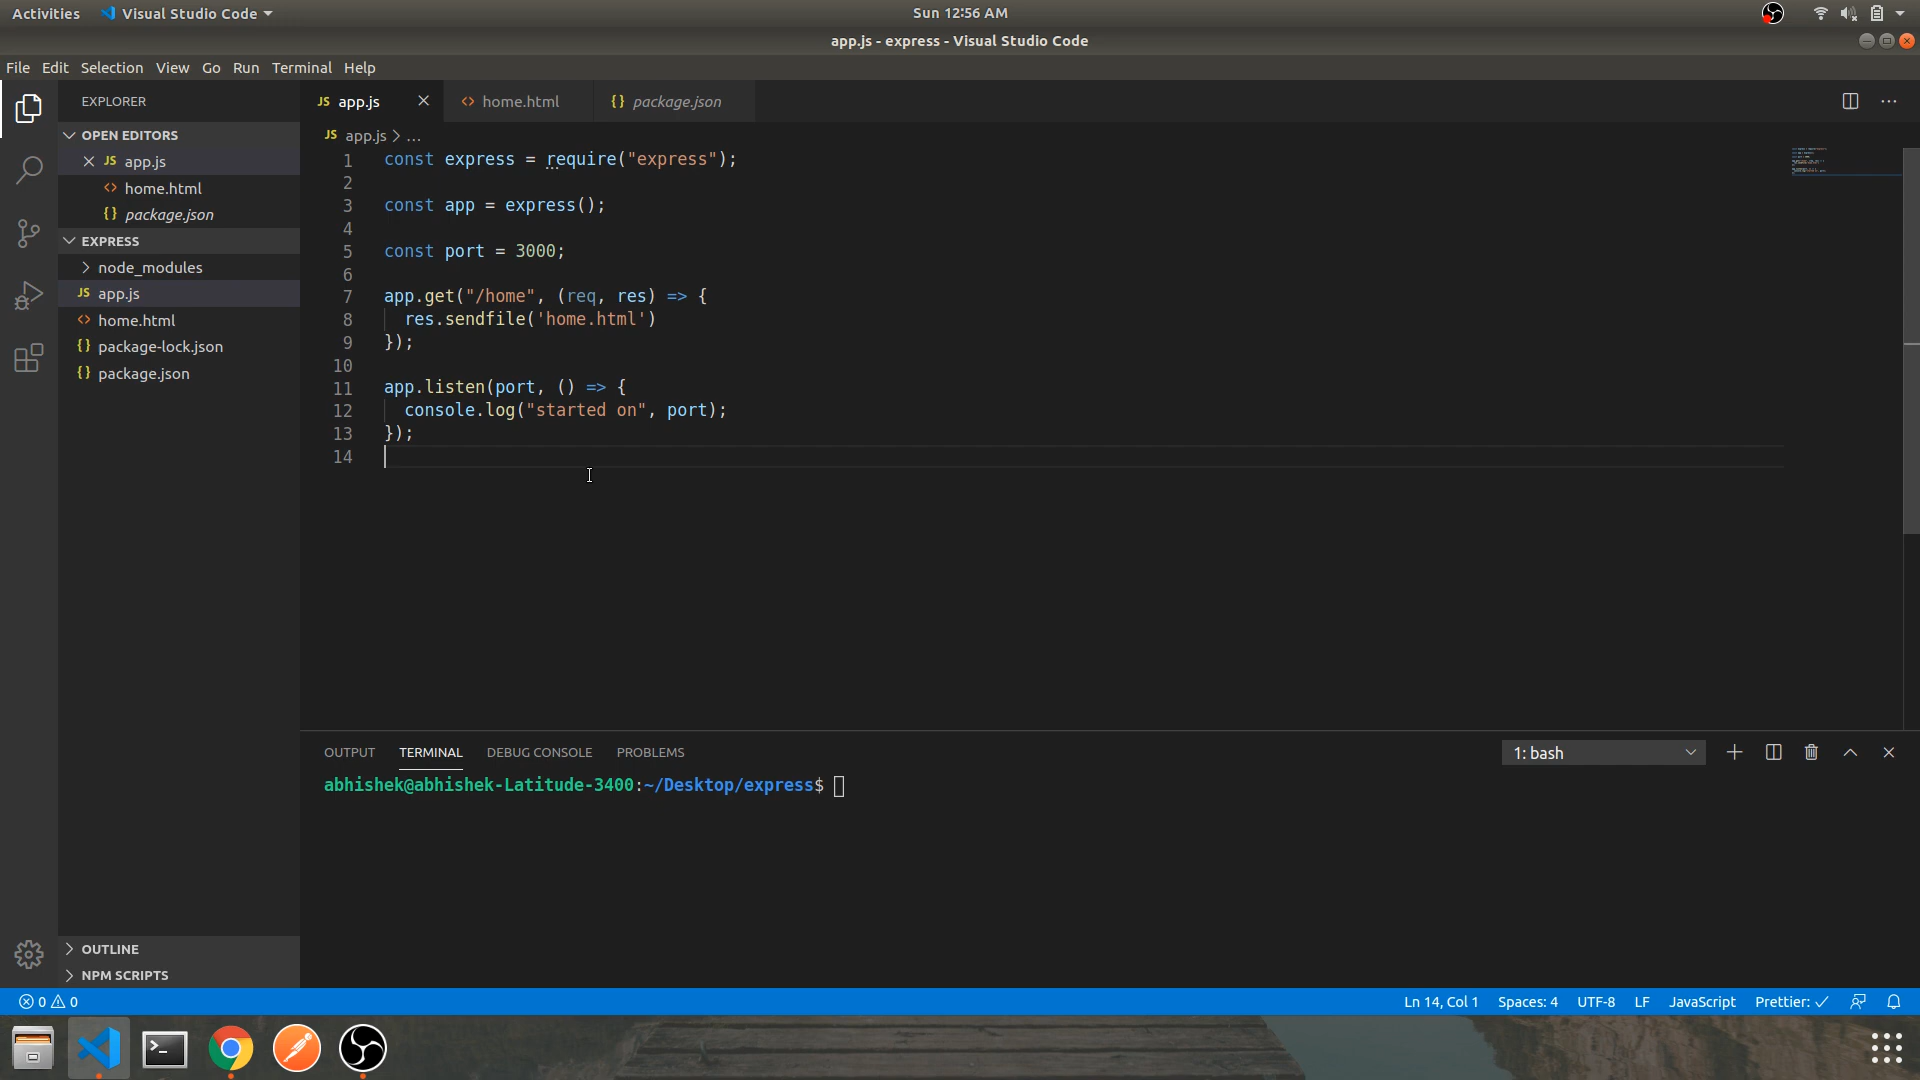 Activities Visual Studio Code Sun 12:56 AM
app.js - express - Visual Studio Code
File Edit Selection View Go Run Terminal Help
EXPLORER
OPEN EDITORS
JS app.js
<> home.html
{} package.json
EXPRESS
node_modules
JS app.js
<> home.html
{} package-lock.json
{} package.json
OUTLINE
NPM SCRIPTS
JS app.js <> home.html {} package.json
JS app.js > ...
1 const express = require("express");
2
3 const app = express();
4
5 const port = 3000;
6
7 app.get("/home", (req, res) => {
8 res.sendfile('home.html')
9 });
10
11 app.listen(port, () => {
12 console.log("started on", port);
13 });
14
OUTPUT TERMINAL DEBUG CONSOLE PROBLEMS 1: bash
abhishek@abhishek-Latitude-3400:~/Desktop/express$
0 0 Ln 14, Col 1 Spaces: 4 UTF-8 LF JavaScript Prettier: ✓